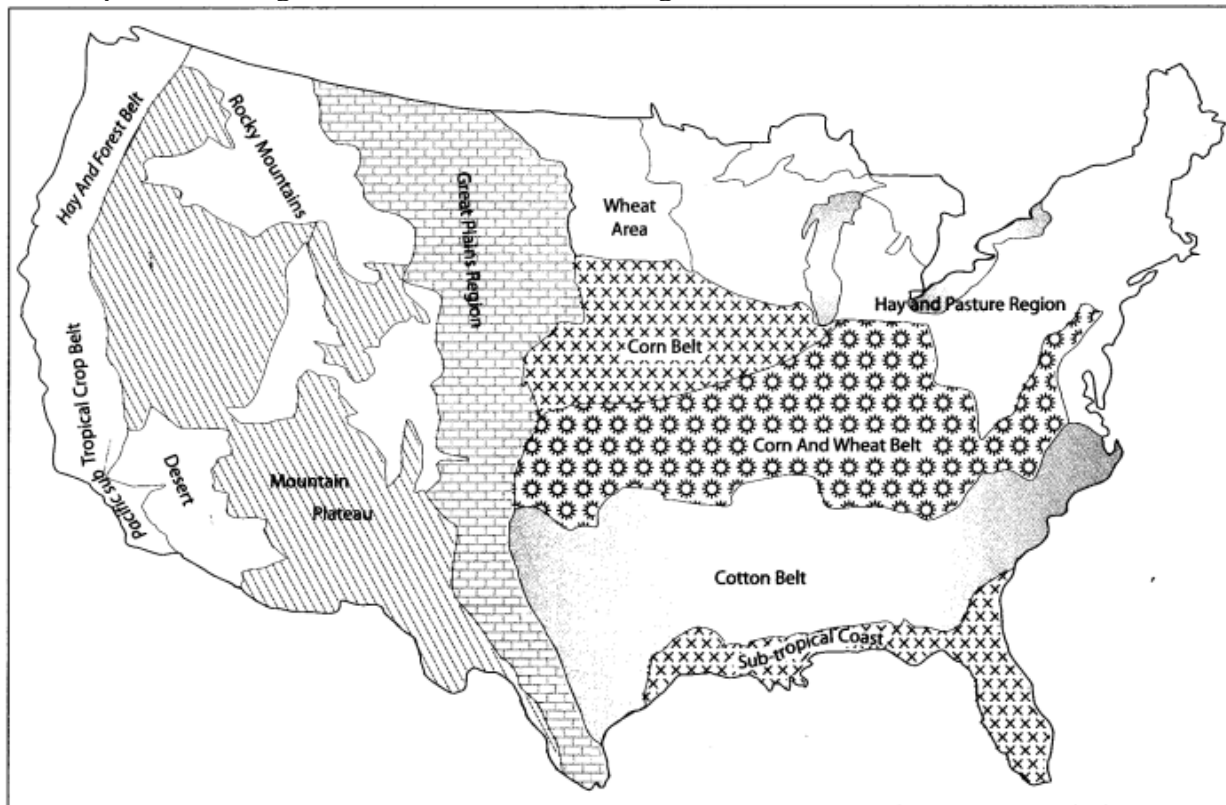 Hay And Forest Belt
Rocky Mountains
Great Plains Region
Wheat
Area
Hay and Pasture Region
Corn Belt
Tropical Crop Belt
Corn And Wheat Belt
Desert
Mountain
Plateau
Pacific sub
Cotton Belt
Sub-tropical Coast